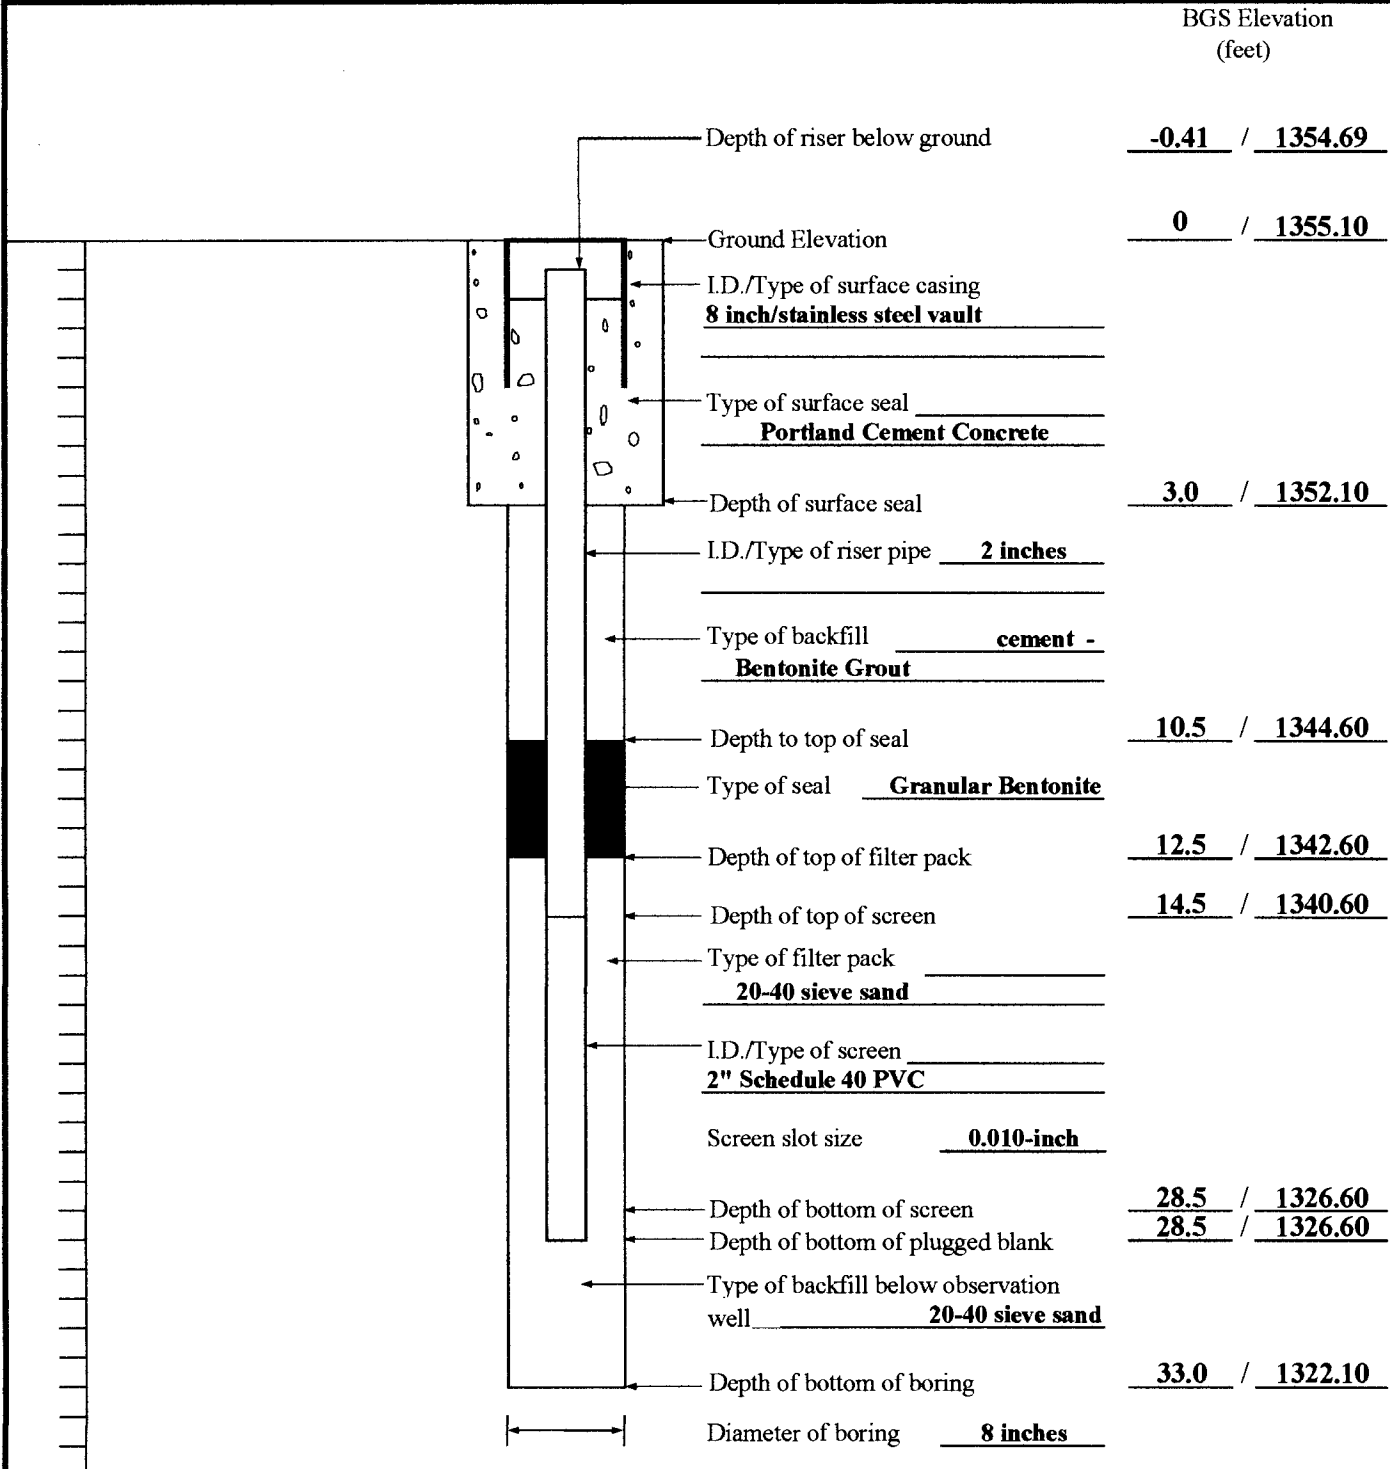 BGS Elevation
(feet)
Depth of riser below ground -0.41 / 1354.69
Ground Elevation 0 / 1355.10
I.D./Type of surface casing
8 inch/stainless steel vault
Type of surface seal
Portland Cement Concrete
Depth of surface seal 3.0 / 1352.10
I.D./Type of riser pipe 2 inches
Type of backfill cement -
Bentonite Grout
Depth to top of seal 10.5 / 1344.60
Type of seal Granular Bentonite
Depth of top of filter pack 12.5 / 1342.60
Depth of top of screen 14.5 / 1340.60
Type of filter pack
20-40 sieve sand
I.D./Type of screen
2" Schedule 40 PVC
Screen slot size 0.010-inch
Depth of bottom of screen 28.5 / 1326.60
Depth of bottom of plugged blank 28.5 / 1326.60
Type of backfill below observation
well 20-40 sieve sand
Depth of bottom of boring 33.0 / 1322.10
Diameter of boring 8 inches